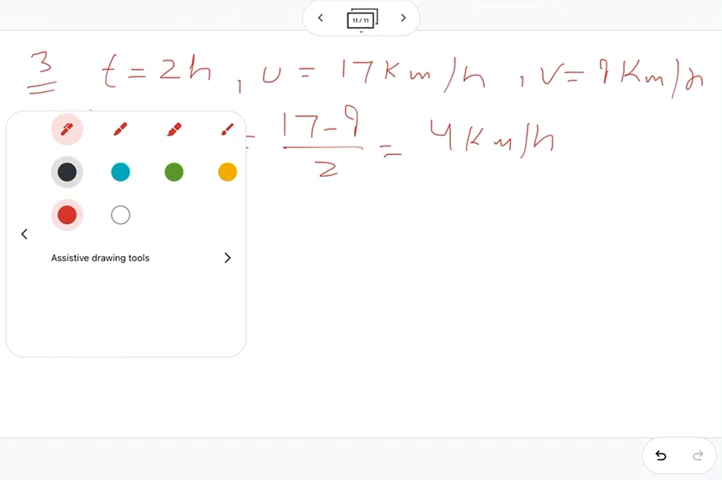 11 / 11
3 t = 2h , u = 17 Km/h , v = 9 Km/h
= 17 - 9 / 2 = 4 Km/h
Assistive drawing tools